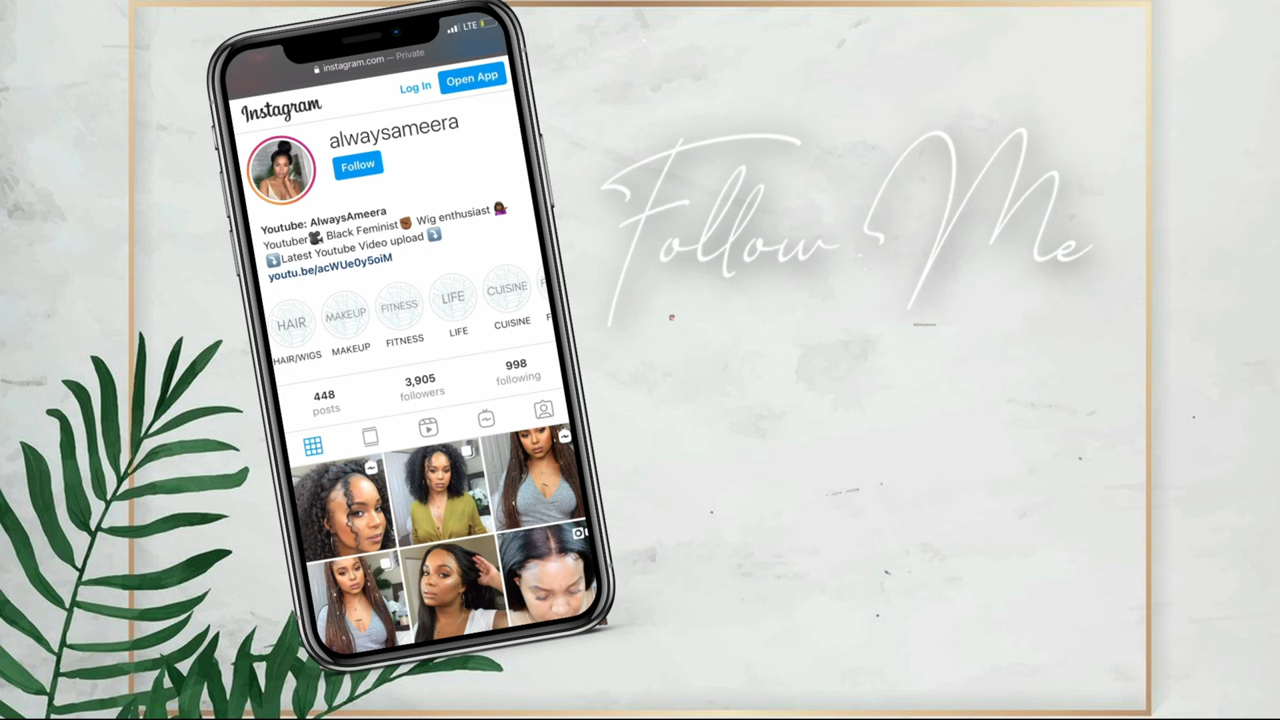 LTE
instagram.com — Private
Instagram
Log In
Open App
alwaysameera
Follow
Youtube: AlwaysAmeera
Youtuber🎥 Black Feminist✊🏾 Wig enthusiast 💁🏾‍♀️
⤵️Latest Youtube Video upload ⤵️
youtu.be/acWUe0y5oiM
HAIR
MAKEUP
FITNESS
LIFE
CUISINE
F
HAIR/WIGS
MAKEUP
FITNESS
LIFE
CUISINE
F
448
posts
3,905
followers
998
following
Follow Me